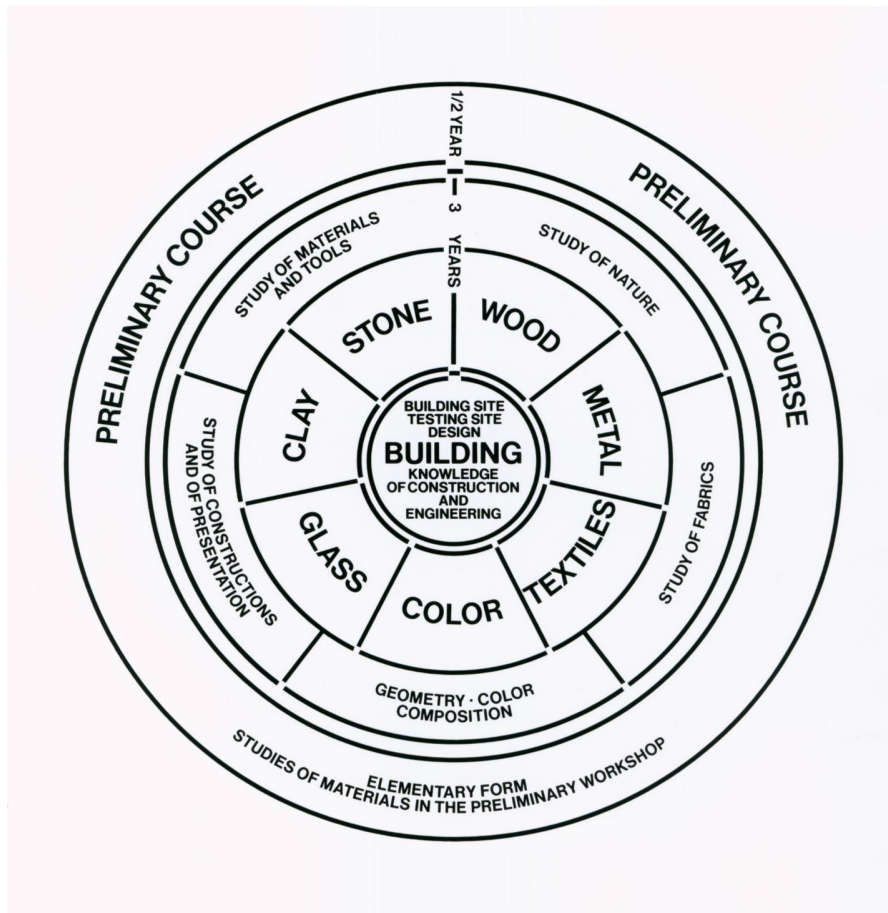 1/2 YEAR
PRELIMINARY COURSE
PRELIMINARY COURSE
3 YEARS
STUDY OF MATERIALS
AND TOOLS
STUDY OF NATURE
STONE
WOOD
CLAY
METAL
BUILDING SITE
TESTING SITE
DESIGN
BUILDING
KNOWLEDGE
OF CONSTRUCTION
AND
ENGINEERING
STUDY OF CONSTRUCTIONS
AND OF PRESENTATION
STUDY OF FABRICS
GLASS
TEXTILES
COLOR
GEOMETRY · COLOR
COMPOSITION
ELEMENTARY FORM
STUDIES OF MATERIALS IN THE PRELIMINARY WORKSHOP